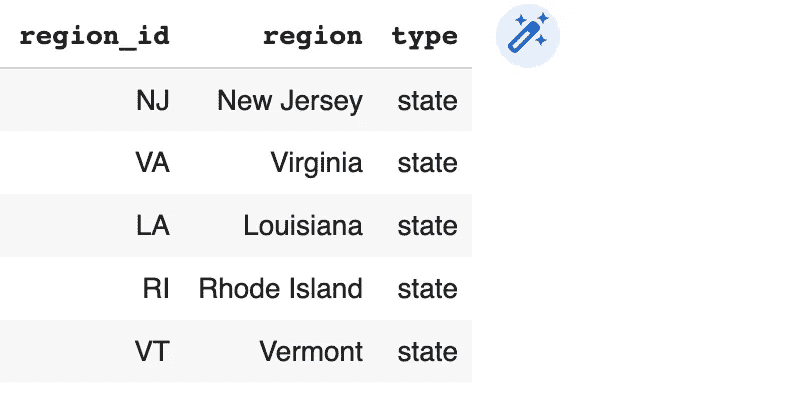 region_id region type
NJ New Jersey state
VA Virginia state
LA Louisiana state
RI Rhode Island state
VT Vermont state